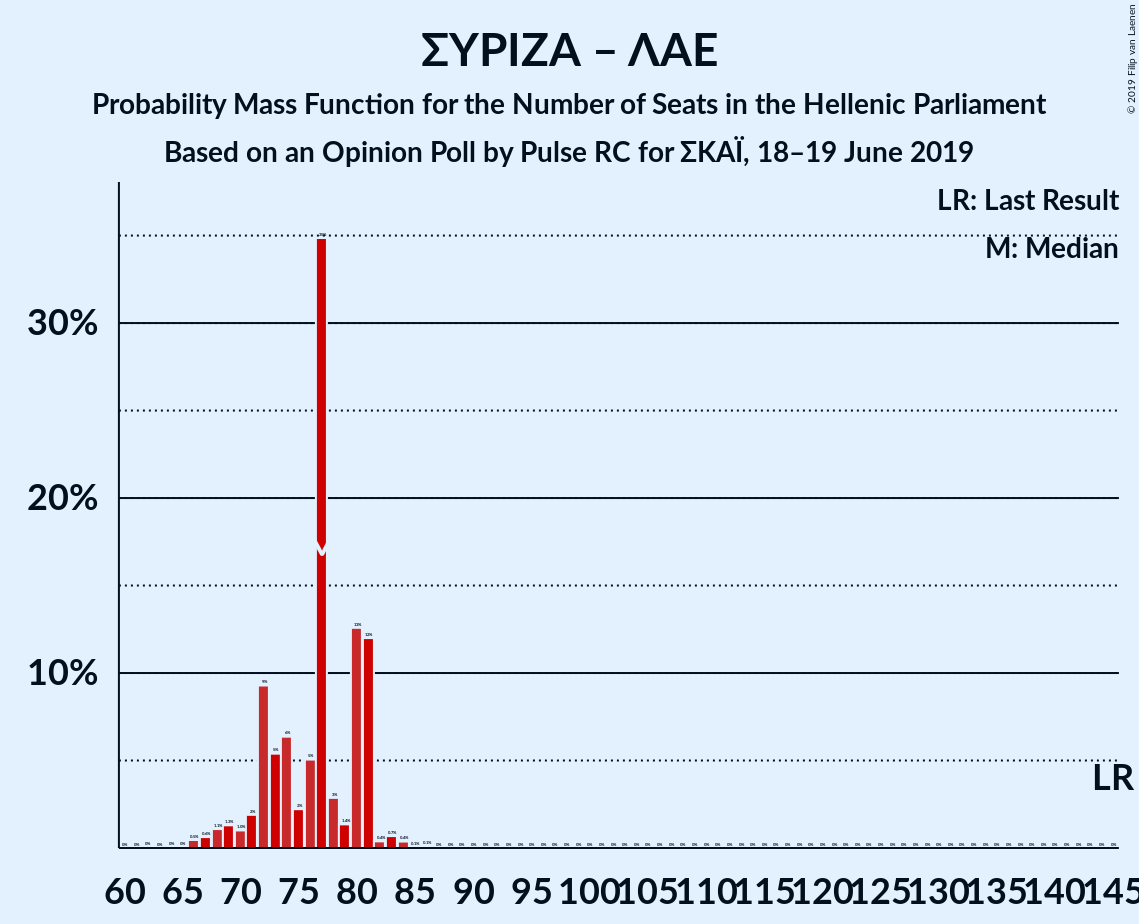 ΣΥΡΙΖΑ – ΛΑΕ
Probability Mass Function for the Number of Seats in the Hellenic Parliament
Based on an Opinion Poll by Pulse RC for ΣΚΑΪ, 18–19 June 2019
© 2019 Filip van Laenen
LR: Last Result
M: Median
30%
20%
10%
LR
60 65 70 75 80 85 90 95 100 105 110 115 120 125 130 135 140 145